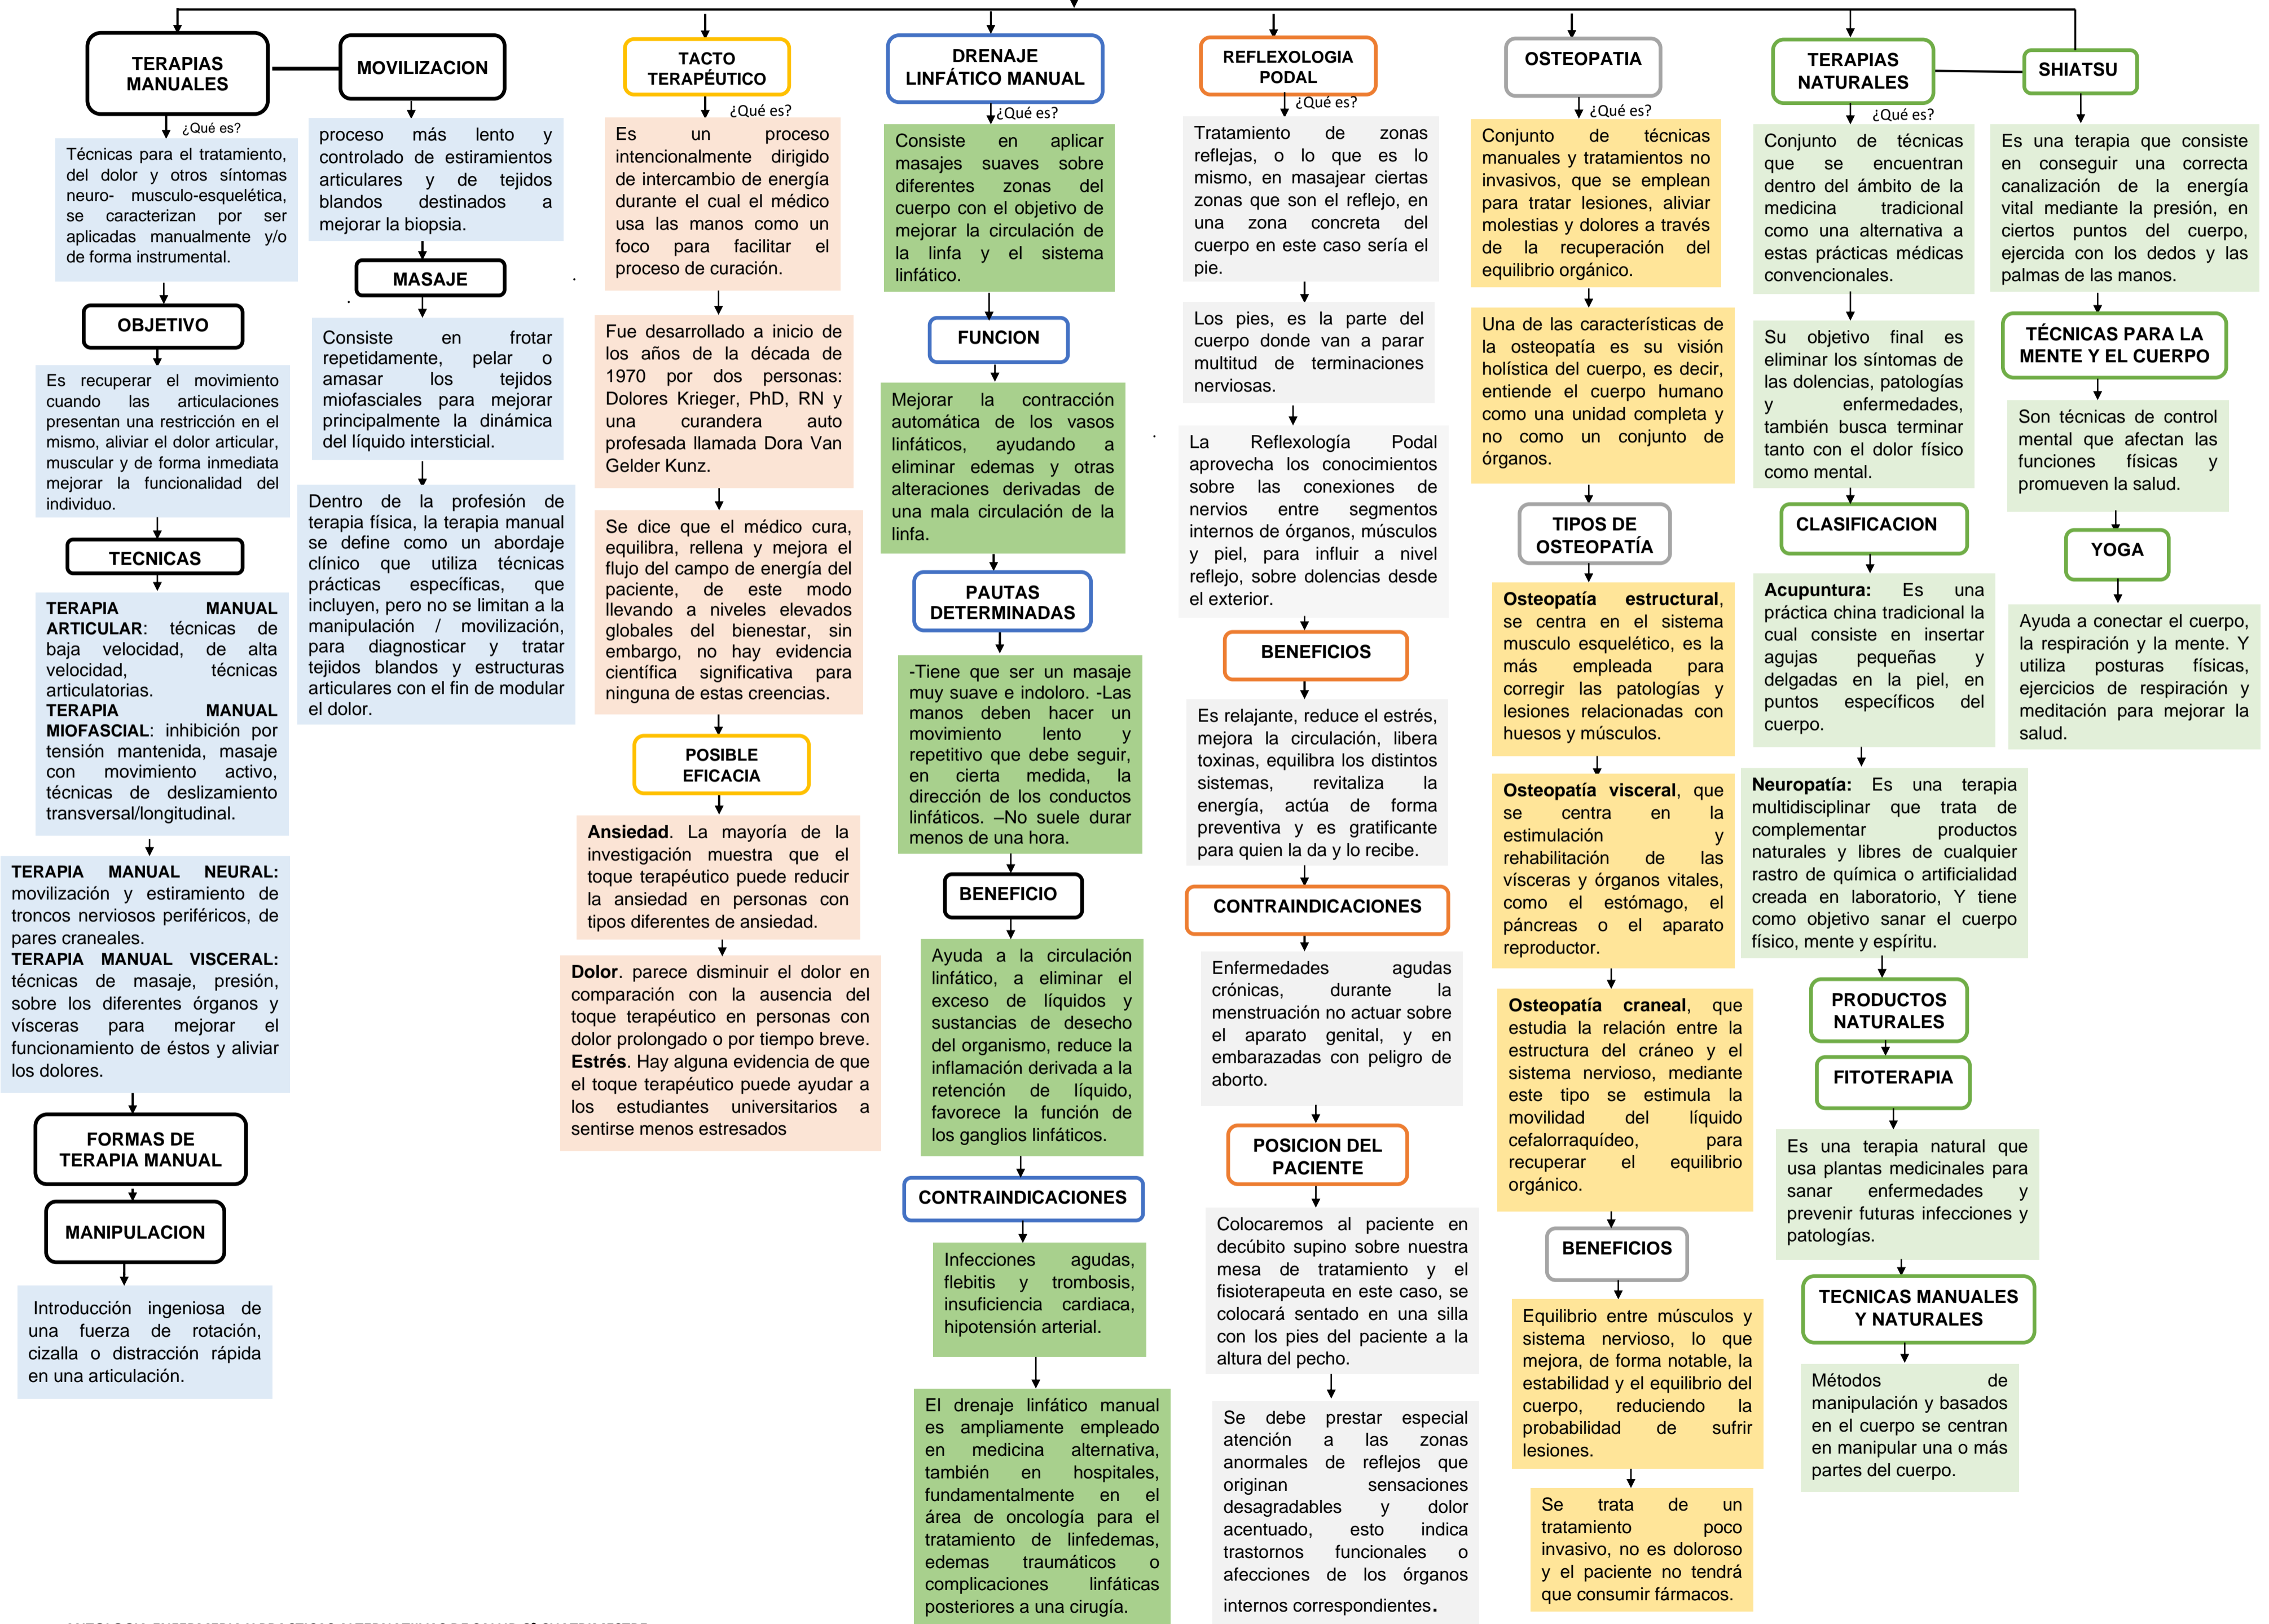 TERAPIAS
MANUALES
¿Qué es?
Técnicas para el tratamiento,
del dolor y otros síntomas
neuro- musculo-esquelética,
se caracterizan por ser
aplicadas manualmente y/o
de forma instrumental.
OBJETIVO
Es recuperar el movimiento
cuando las articulaciones
presentan una restricción en el
mismo, aliviar el dolor articular,
muscular y de forma inmediata
mejorar la funcionalidad del
individuo.
TECNICAS
TERAPIA MANUAL
ARTICULAR: técnicas de
baja velocidad, de alta
velocidad, técnicas
articulatorias.
TERAPIA MANUAL
MIOFASCIAL: inhibición por
tensión mantenida, masaje
con movimiento activo,
técnicas de deslizamiento
transversal/longitudinal.
TERAPIA MANUAL NEURAL:
movilización y estiramiento de
troncos nerviosos periféricos, de
pares craneales.
TERAPIA MANUAL VISCERAL:
técnicas de masaje, presión,
sobre los diferentes órganos y
vísceras para mejorar el
funcionamiento de éstos y aliviar
los dolores.
FORMAS DE
TERAPIA MANUAL
MANIPULACION
Introducción ingeniosa de
una fuerza de rotación,
cizalla o distracción rápida
en una articulación.
MOVILIZACION
proceso más lento y
controlado de estiramientos
articulares y de tejidos
blandos destinados a
mejorar la biopsia.
MASAJE
Consiste en frotar
repetidamente, pelar o
amasar los tejidos
miofasciales para mejorar
principalmente la dinámica
del líquido intersticial.
Dentro de la profesión de
terapia física, la terapia manual
se define como un abordaje
clínico que utiliza técnicas
prácticas específicas, que
incluyen, pero no se limitan a la
manipulación / movilización,
para diagnosticar y tratar
tejidos blandos y estructuras
articulares con el fin de modular
el dolor.
TACTO
TERAPÉUTICO
¿Qué es?
Es un proceso
intencionalmente dirigido
de intercambio de energía
durante el cual el médico
usa las manos como un
foco para facilitar el
proceso de curación.
Fue desarrollado a inicio de
los años de la década de
1970 por dos personas:
Dolores Krieger, PhD, RN y
una curandera auto
profesada llamada Dora Van
Gelder Kunz.
Se dice que el médico cura,
equilibra, rellena y mejora el
flujo del campo de energía del
paciente, de este modo
llevando a niveles elevados
globales del bienestar, sin
embargo, no hay evidencia
científica significativa para
ninguna de estas creencias.
POSIBLE
EFICACIA
Ansiedad. La mayoría de la
investigación muestra que el
toque terapéutico puede reducir
la ansiedad en personas con
tipos diferentes de ansiedad.
Dolor. parece disminuir el dolor en
comparación con la ausencia del
toque terapéutico en personas con
dolor prolongado o por tiempo breve.
Estrés. Hay alguna evidencia de que
el toque terapéutico puede ayudar a
los estudiantes universitarios a
sentirse menos estresados
DRENAJE
LINFÁTICO MANUAL
¿Qué es?
Consiste en aplicar
masajes suaves sobre
diferentes zonas del
cuerpo con el objetivo de
mejorar la circulación de
la linfa y el sistema
linfático.
FUNCION
Mejorar la contracción
automática de los vasos
linfáticos, ayudando a
eliminar edemas y otras
alteraciones derivadas de
una mala circulación de la
linfa.
PAUTAS
DETERMINADAS
-Tiene que ser un masaje
muy suave e indoloro. -Las
manos deben hacer un
movimiento lento y
repetitivo que debe seguir,
en cierta medida, la
dirección de los conductos
linfáticos. –No suele durar
menos de una hora.
BENEFICIO
Ayuda a la circulación
linfático, a eliminar el
exceso de líquidos y
sustancias de desecho
del organismo, reduce la
inflamación derivada a la
retención de líquido,
favorece la función de
los ganglios linfáticos.
CONTRAINDICACIONES
Infecciones agudas,
flebitis y trombosis,
insuficiencia cardiaca,
hipotensión arterial.
El drenaje linfático manual
es ampliamente empleado
en medicina alternativa,
también en hospitales,
fundamentalmente en el
área de oncología para el
tratamiento de linfedemas,
edemas traumáticos o
complicaciones linfáticas
posteriores a una cirugía.
REFLEXOLOGIA
PODAL
¿Qué es?
Tratamiento de zonas
reflejas, o lo que es lo
mismo, en masajear ciertas
zonas que son el reflejo, en
una zona concreta del
cuerpo en este caso sería el
pie.
Los pies, es la parte del
cuerpo donde van a parar
multitud de terminaciones
nerviosas.
La Reflexología Podal
aprovecha los conocimientos
sobre las conexiones de
nervios entre segmentos
internos de órganos, músculos
y piel, para influir a nivel
reflejo, sobre dolencias desde
el exterior.
BENEFICIOS
Es relajante, reduce el estrés,
mejora la circulación, libera
toxinas, equilibra los distintos
sistemas, revitaliza la
energía, actúa de forma
preventiva y es gratificante
para quien la da y lo recibe.
CONTRAINDICACIONES
Enfermedades agudas
crónicas, durante la
menstruación no actuar sobre
el aparato genital, y en
embarazadas con peligro de
aborto.
POSICION DEL
PACIENTE
Colocaremos al paciente en
decúbito supino sobre nuestra
mesa de tratamiento y el
fisioterapeuta en este caso, se
colocará sentado en una silla
con los pies del paciente a la
altura del pecho.
Se debe prestar especial
atención a las zonas
anormales de reflejos que
originan sensaciones
desagradables y dolor
acentuado, esto indica
trastornos funcionales o
afecciones de los órganos
internos correspondientes.
OSTEOPATIA
¿Qué es?
Conjunto de técnicas
manuales y tratamientos no
invasivos, que se emplean
para tratar lesiones, aliviar
molestias y dolores a través
de la recuperación del
equilibrio orgánico.
Una de las características de
la osteopatía es su visión
holística del cuerpo, es decir,
entiende el cuerpo humano
como una unidad completa y
no como un conjunto de
órganos.
TIPOS DE
OSTEOPATÍA
Osteopatía estructural,
se centra en el sistema
musculo esquelético, es la
más empleada para
corregir las patologías y
lesiones relacionadas con
huesos y músculos.
Osteopatía visceral, que
se centra en la
estimulación y
rehabilitación de las
vísceras y órganos vitales,
como el estómago, el
páncreas o el aparato
reproductor.
Osteopatía craneal, que
estudia la relación entre la
estructura del cráneo y el
sistema nervioso, mediante
este tipo se estimula la
movilidad del líquido
cefalorraquídeo, para
recuperar el equilibrio
orgánico.
BENEFICIOS
Equilibrio entre músculos y
sistema nervioso, lo que
mejora, de forma notable, la
estabilidad y el equilibrio del
cuerpo, reduciendo la
probabilidad de sufrir
lesiones.
Se trata de un
tratamiento poco
invasivo, no es doloroso
y el paciente no tendrá
que consumir fármacos.
TERAPIAS
NATURALES
¿Qué es?
Conjunto de técnicas
que se encuentran
dentro del ámbito de la
medicina tradicional
como una alternativa a
estas prácticas médicas
convencionales.
Su objetivo final es
eliminar los síntomas de
las dolencias, patologías
y enfermedades,
también busca terminar
tanto con el dolor físico
como mental.
CLASIFICACION
Acupuntura: Es una
práctica china tradicional la
cual consiste en insertar
agujas pequeñas y
delgadas en la piel, en
puntos específicos del
cuerpo.
Neuropatía: Es una terapia
multidisciplinar que trata de
complementar productos
naturales y libres de cualquier
rastro de química o artificialidad
creada en laboratorio, Y tiene
como objetivo sanar el cuerpo
físico, mente y espíritu.
PRODUCTOS
NATURALES
FITOTERAPIA
Es una terapia natural que
usa plantas medicinales para
sanar enfermedades y
prevenir futuras infecciones y
patologías.
TECNICAS MANUALES
Y NATURALES
Métodos de
manipulación y basados
en el cuerpo se centran
en manipular una o más
partes del cuerpo.
SHIATSU
Es una terapia que consiste
en conseguir una correcta
canalización de la energía
vital mediante la presión, en
ciertos puntos del cuerpo,
ejercida con los dedos y las
palmas de las manos.
TÉCNICAS PARA LA
MENTE Y EL CUERPO
Son técnicas de control
mental que afectan las
funciones físicas y
promueven la salud.
YOGA
Ayuda a conectar el cuerpo,
la respiración y la mente. Y
utiliza posturas físicas,
ejercicios de respiración y
meditación para mejorar la
salud.